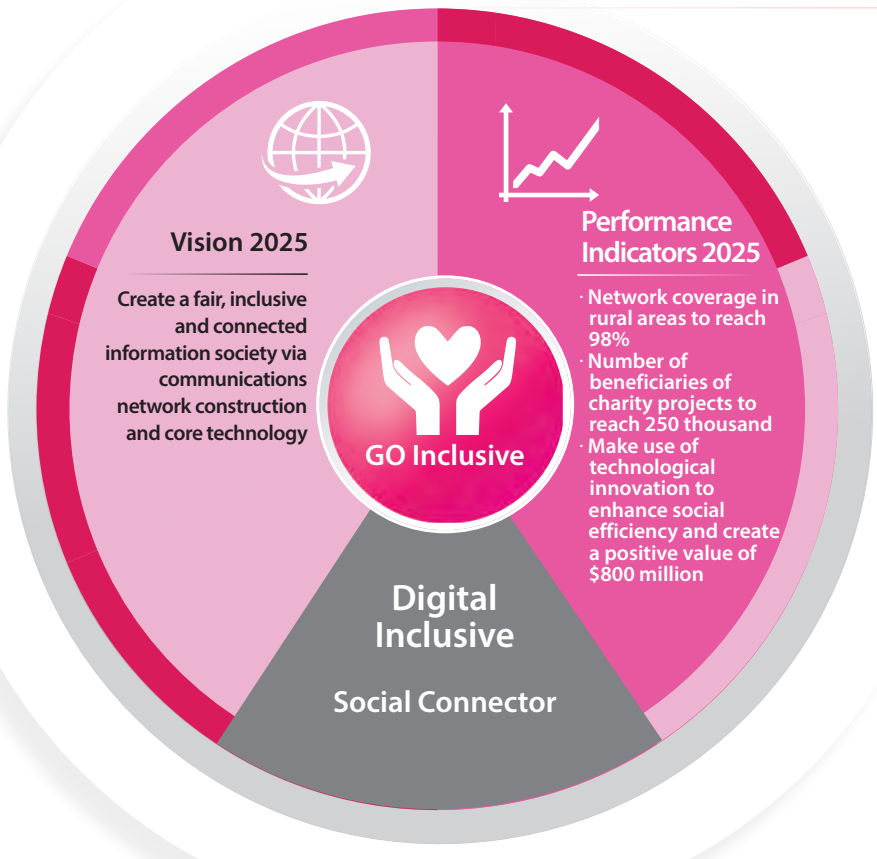 Vision 2025
Create a fair, inclusive
and connected
information society via
communications
network construction
and core technology
Performance
Indicators 2025
· Network coverage in
rural areas to reach
98%
· Number of
beneficiaries of
charity projects to
reach 250 thousand
· Make use of
technological
innovation to
enhance social
efficiency and create
a positive value of
$800 million
GO Inclusive
Digital
Inclusive
Social Connector